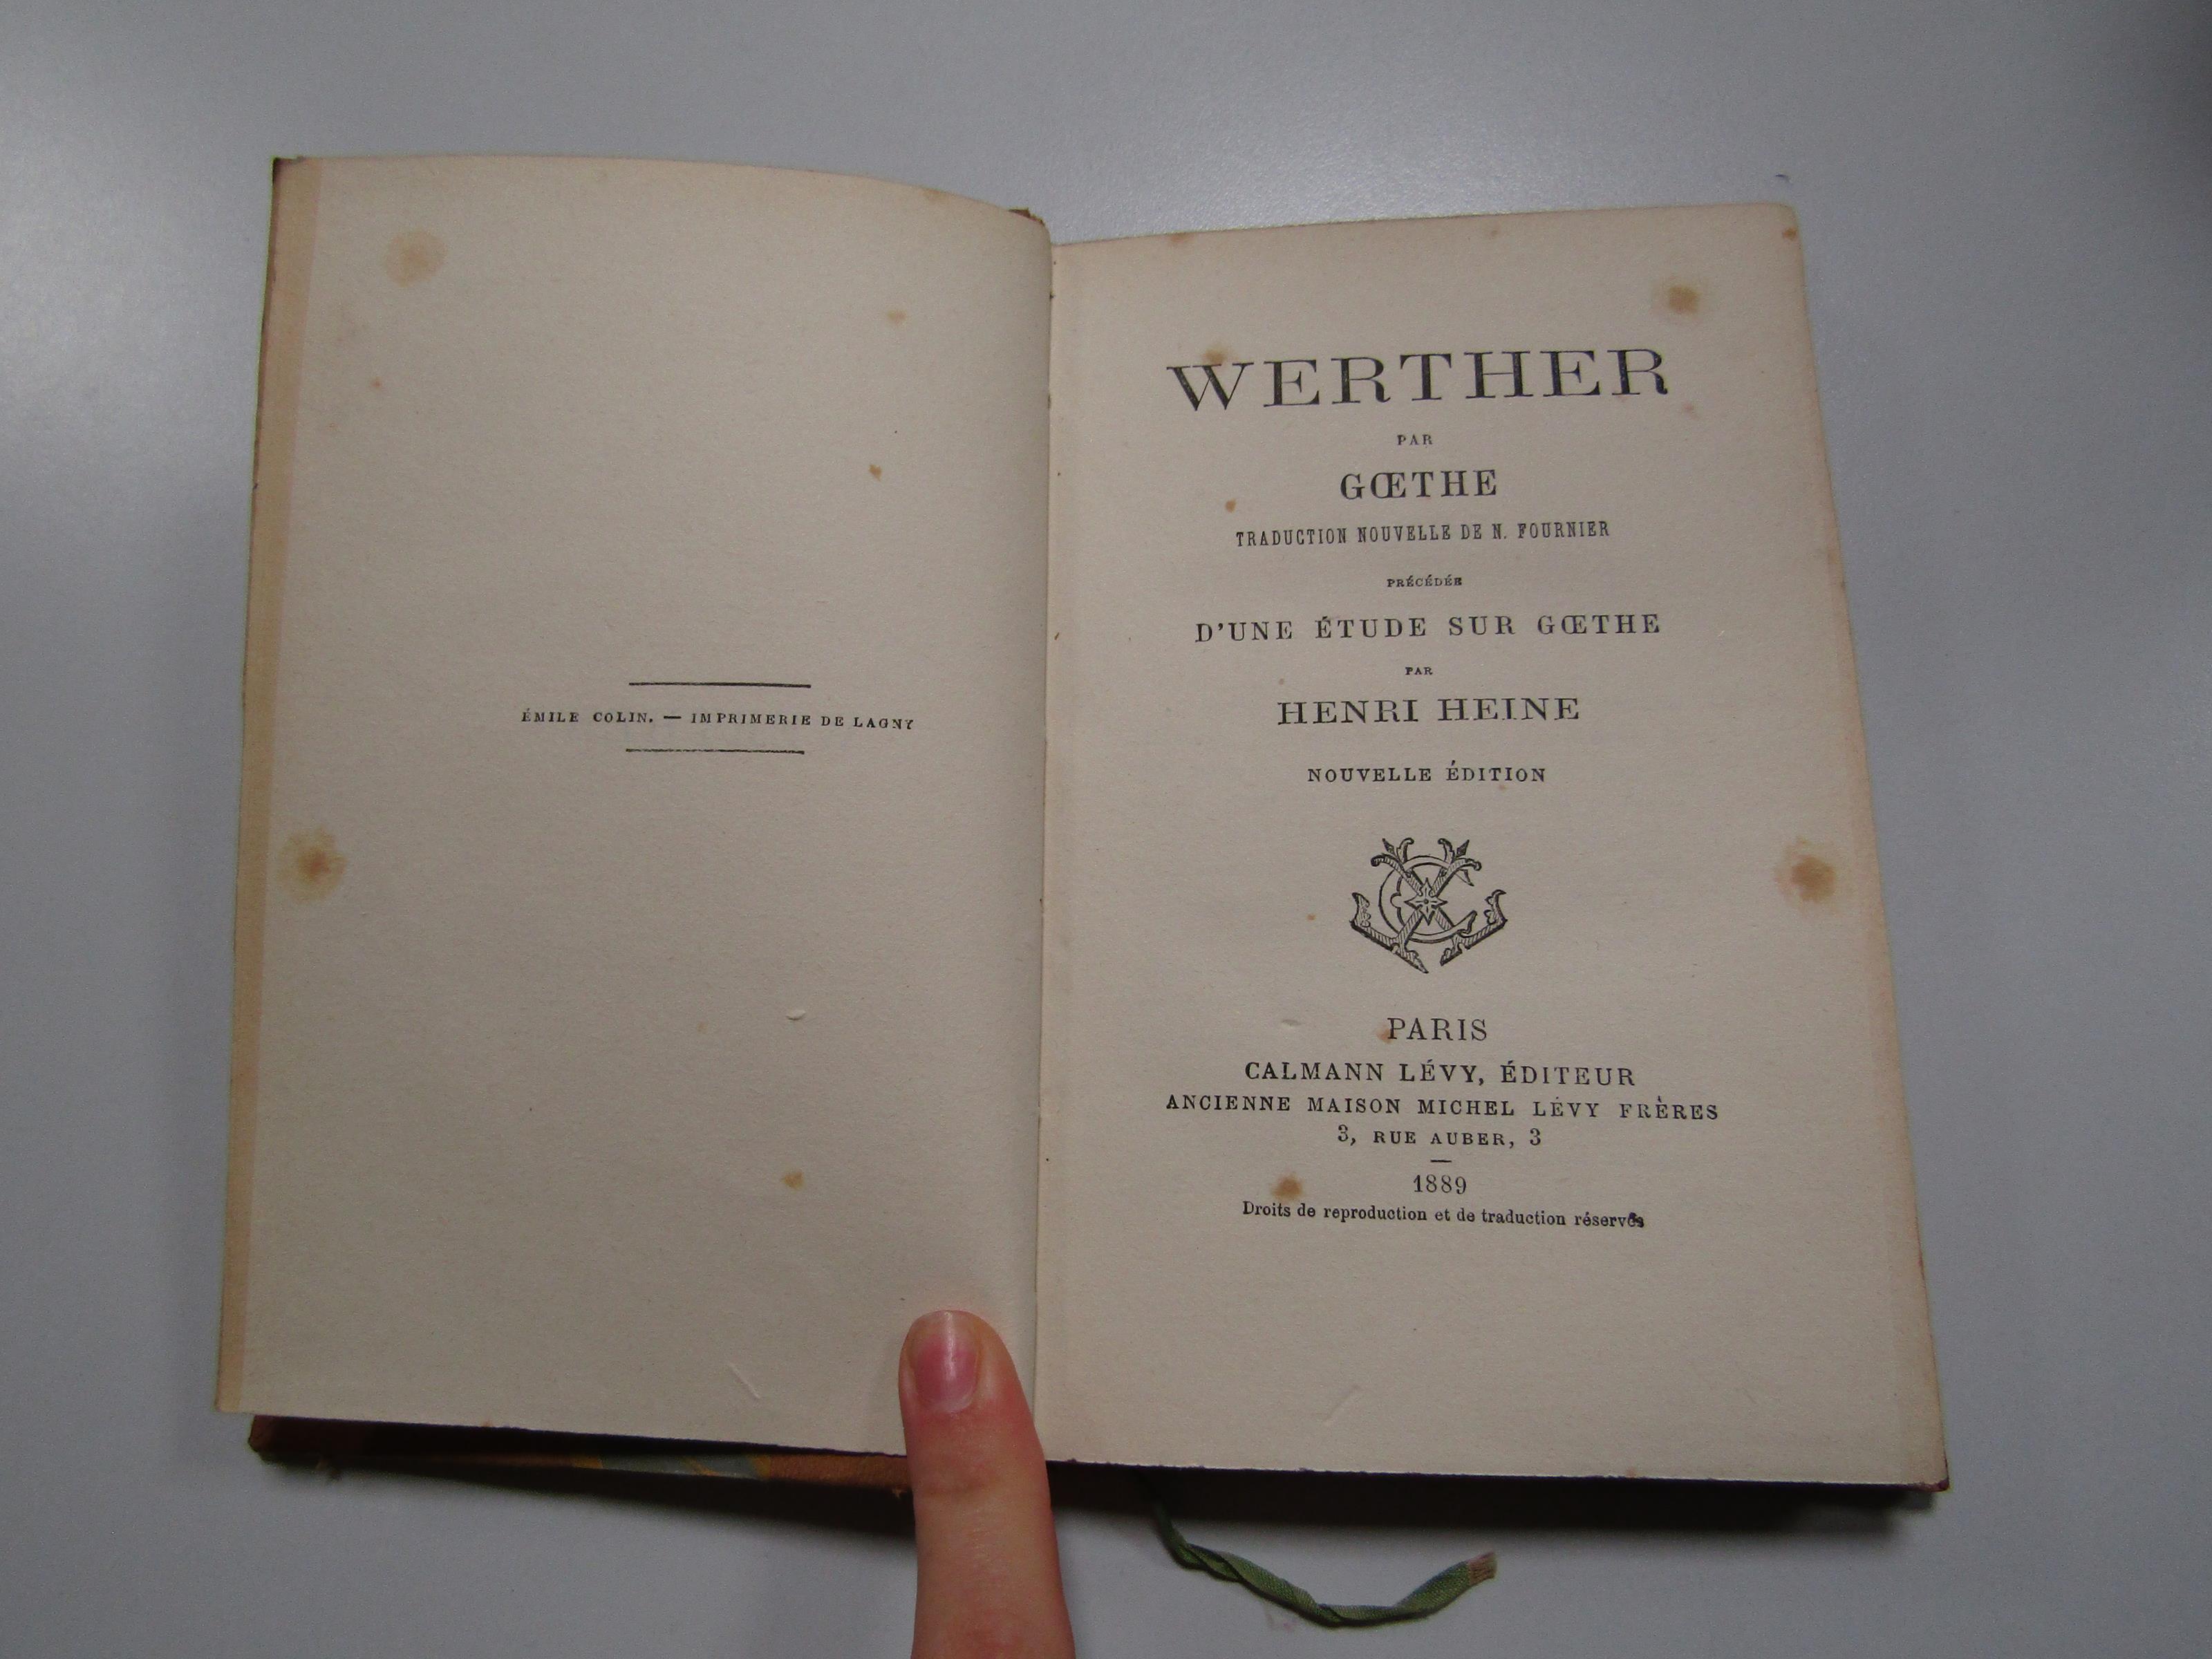 ÉMILE COLIN. — IMPRIMERIE DE LAGNY
WERTHER
PAR
GŒTHE
TRADUCTION NOUVELLE DE N. FOURNIER
PRÉCÉDÉE
D'UNE ÉTUDE SUR GŒTHE
PAR
HENRI HEINE
NOUVELLE ÉDITION
PARIS
CALMANN LÉVY, ÉDITEUR
ANCIENNE MAISON MICHEL LÉVY FRÈRES
3, RUE AUBER, 3
1889
Droits de reproduction et de traduction réservés